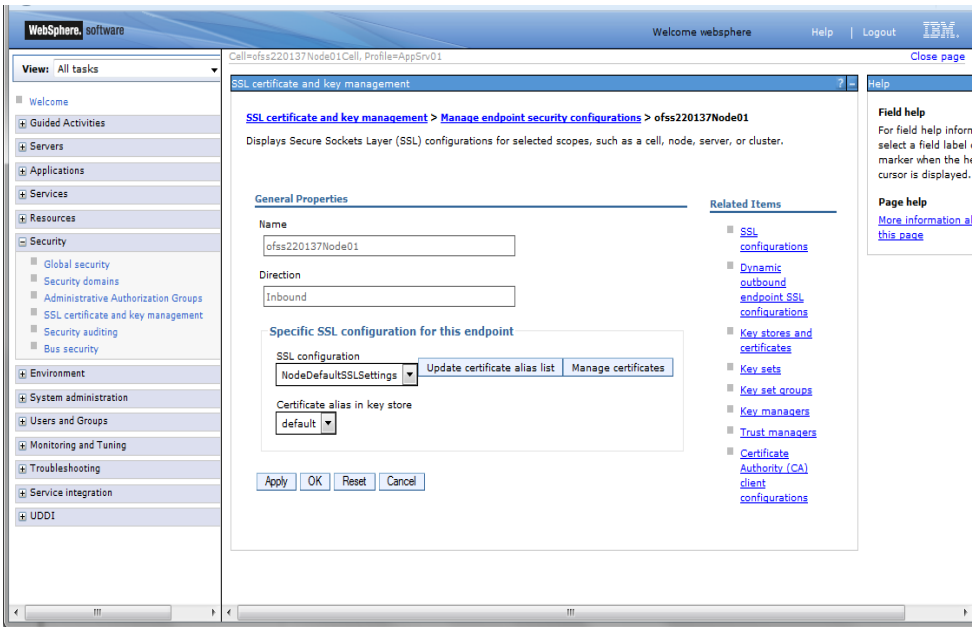 WebSphere. software
Welcome websphere Help | Logout IBM.
Cell=ofss220137Node01Cell, Profile=AppSrv01
Close page
View: All tasks
Welcome
Guided Activities
Servers
Applications
Services
Resources
Security
Global security
Security domains
Administrative Authorization Groups
SSL certificate and key management
Security auditing
Bus security
Environment
System administration
Users and Groups
Monitoring and Tuning
Troubleshooting
Service integration
UDDI
SSL certificate and key management ? -
SSL certificate and key management > Manage endpoint security configurations > ofss220137Node01
Displays Secure Sockets Layer (SSL) configurations for selected scopes, such as a cell, node, server, or cluster.
General Properties
Name
ofss220137Node01
Direction
Inbound
Specific SSL configuration for this endpoint
SSL configuration
NodeDefaultSSLSettings Update certificate alias list Manage certificates
Certificate alias in key store
default
Apply OK Reset Cancel
Related Items
SSL
configurations
Dynamic
outbound
endpoint SSL
configurations
Key stores and
certificates
Key sets
Key set groups
Key managers
Trust managers
Certificate
Authority (CA)
client
configurations
Help
Field help
For field help inform
select a field label
marker when the he
cursor is displayed.
Page help
More information a
this page